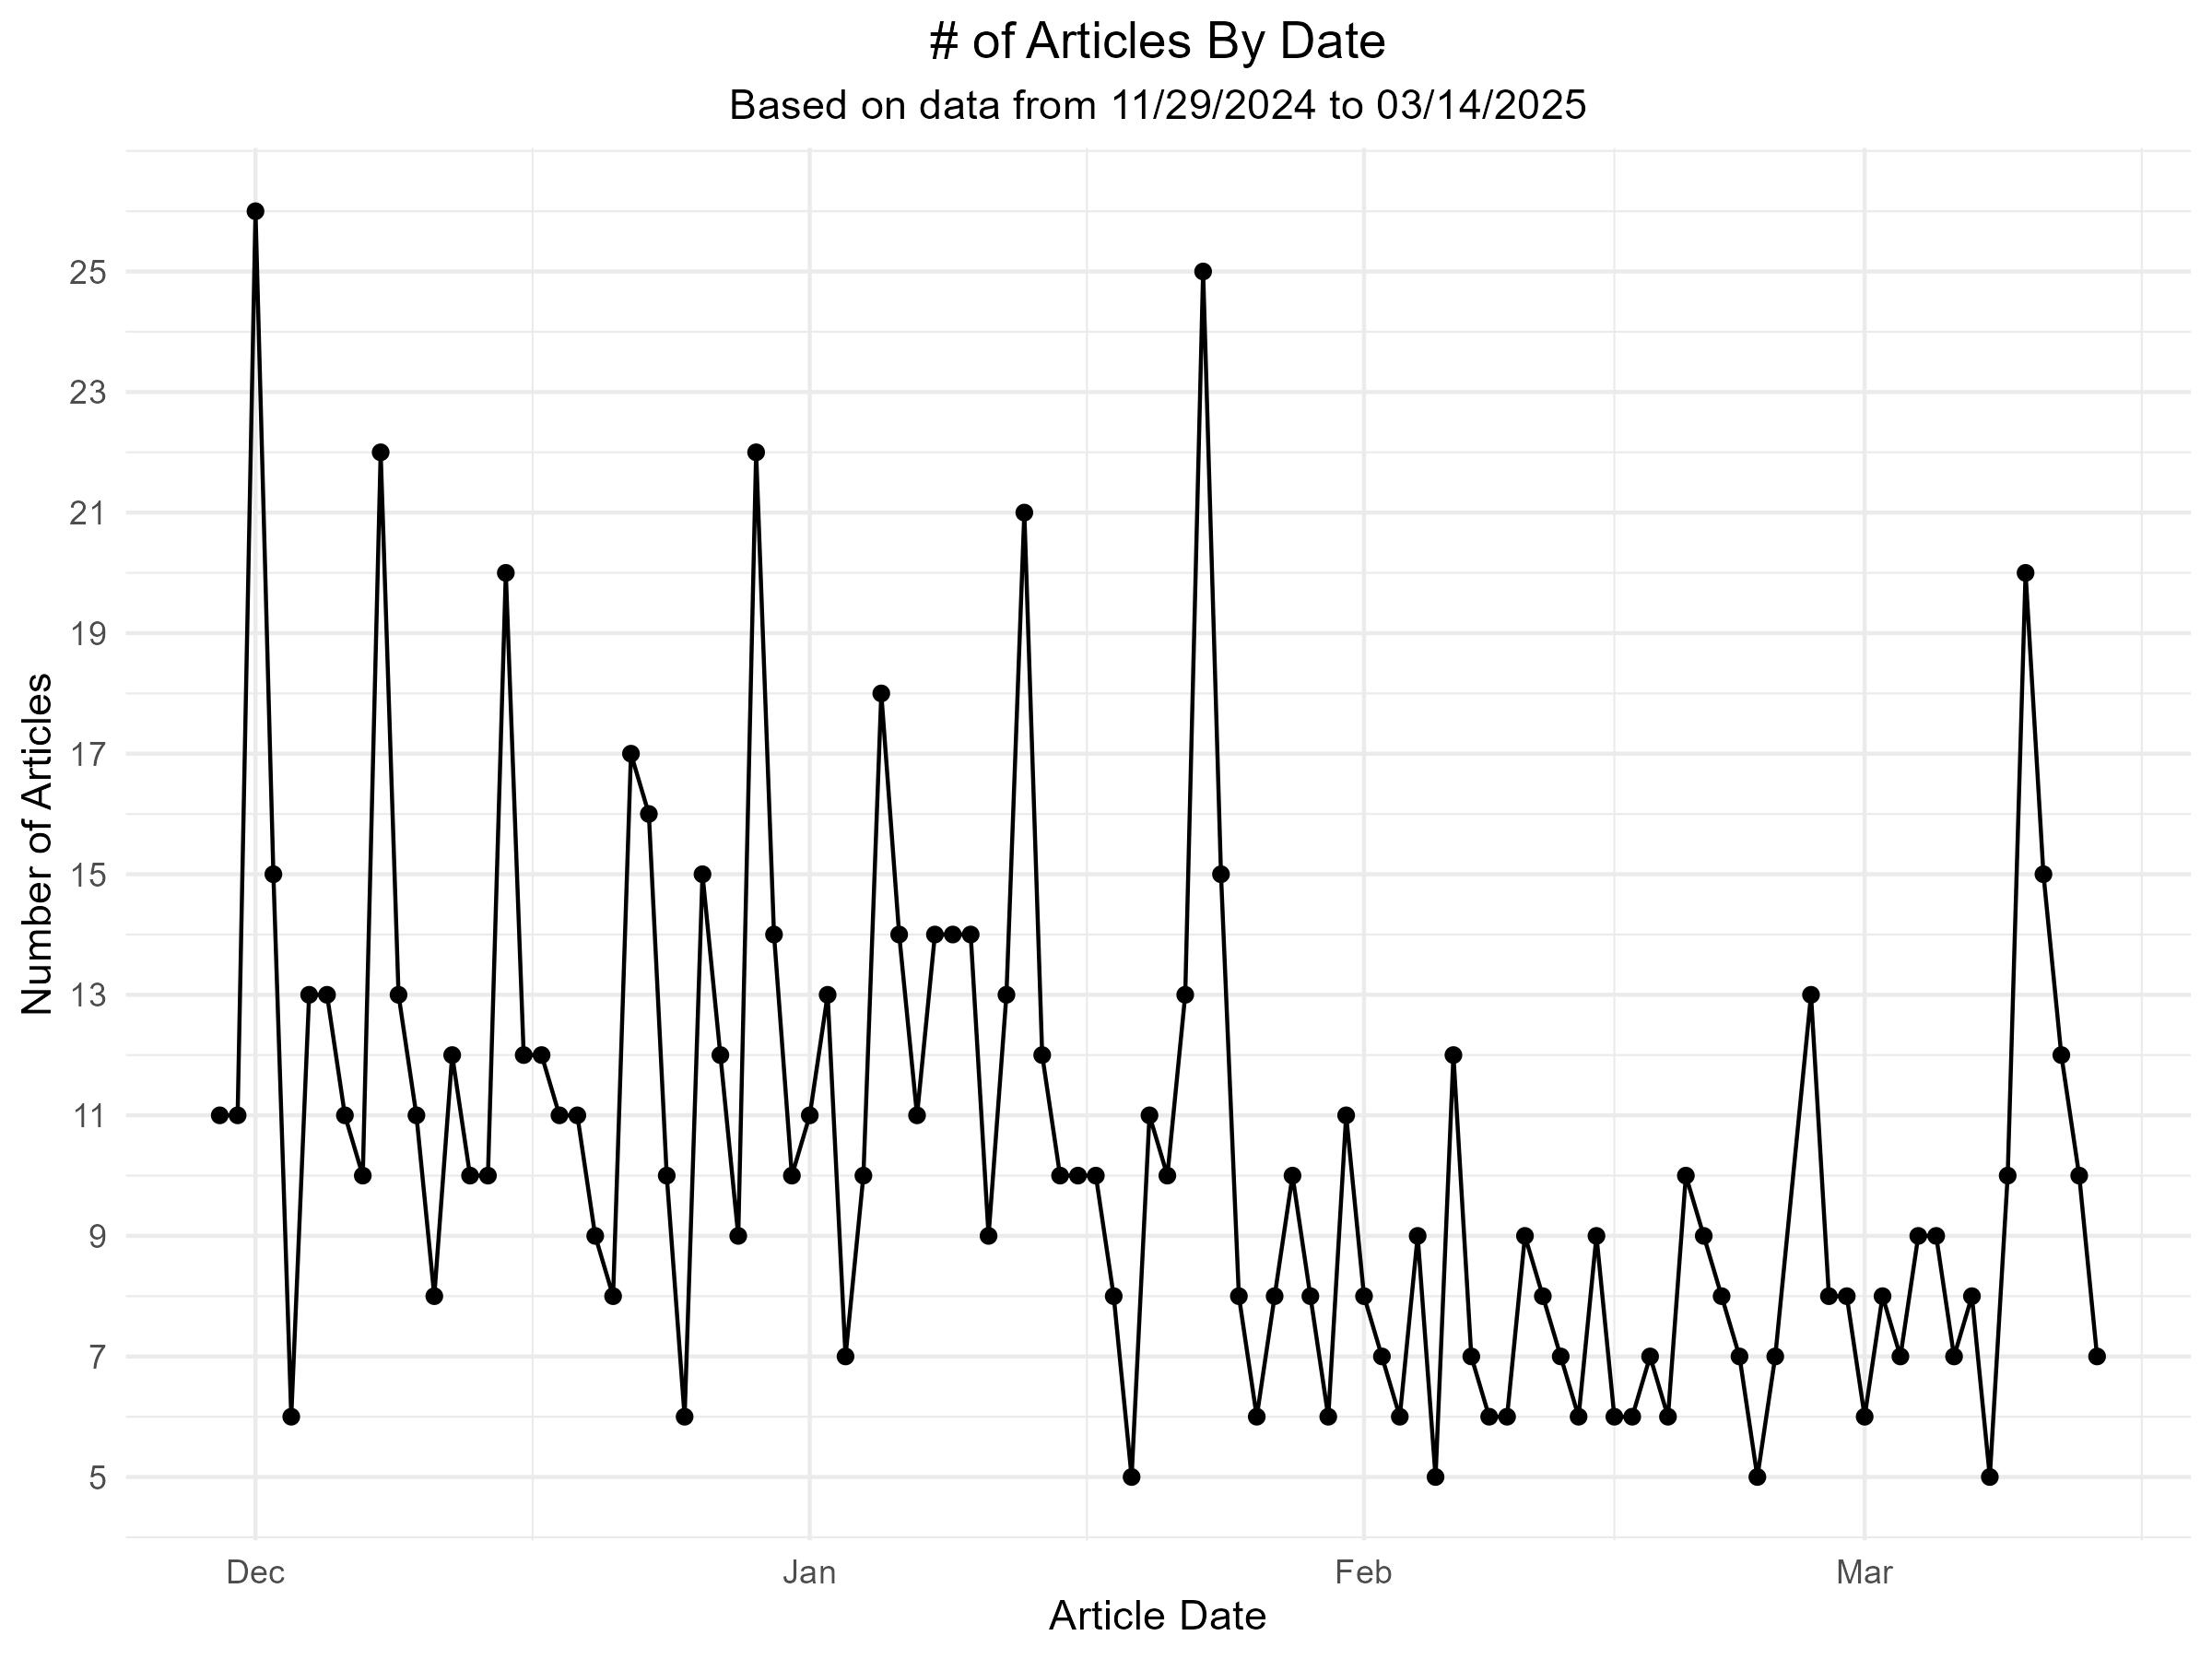 # of Articles By Date
Based on data from 11/29/2024 to 03/14/2025
Number of Articles
25
23
21
19
17
15
13
11
9
7
5
Dec Jan Feb Mar
Article Date